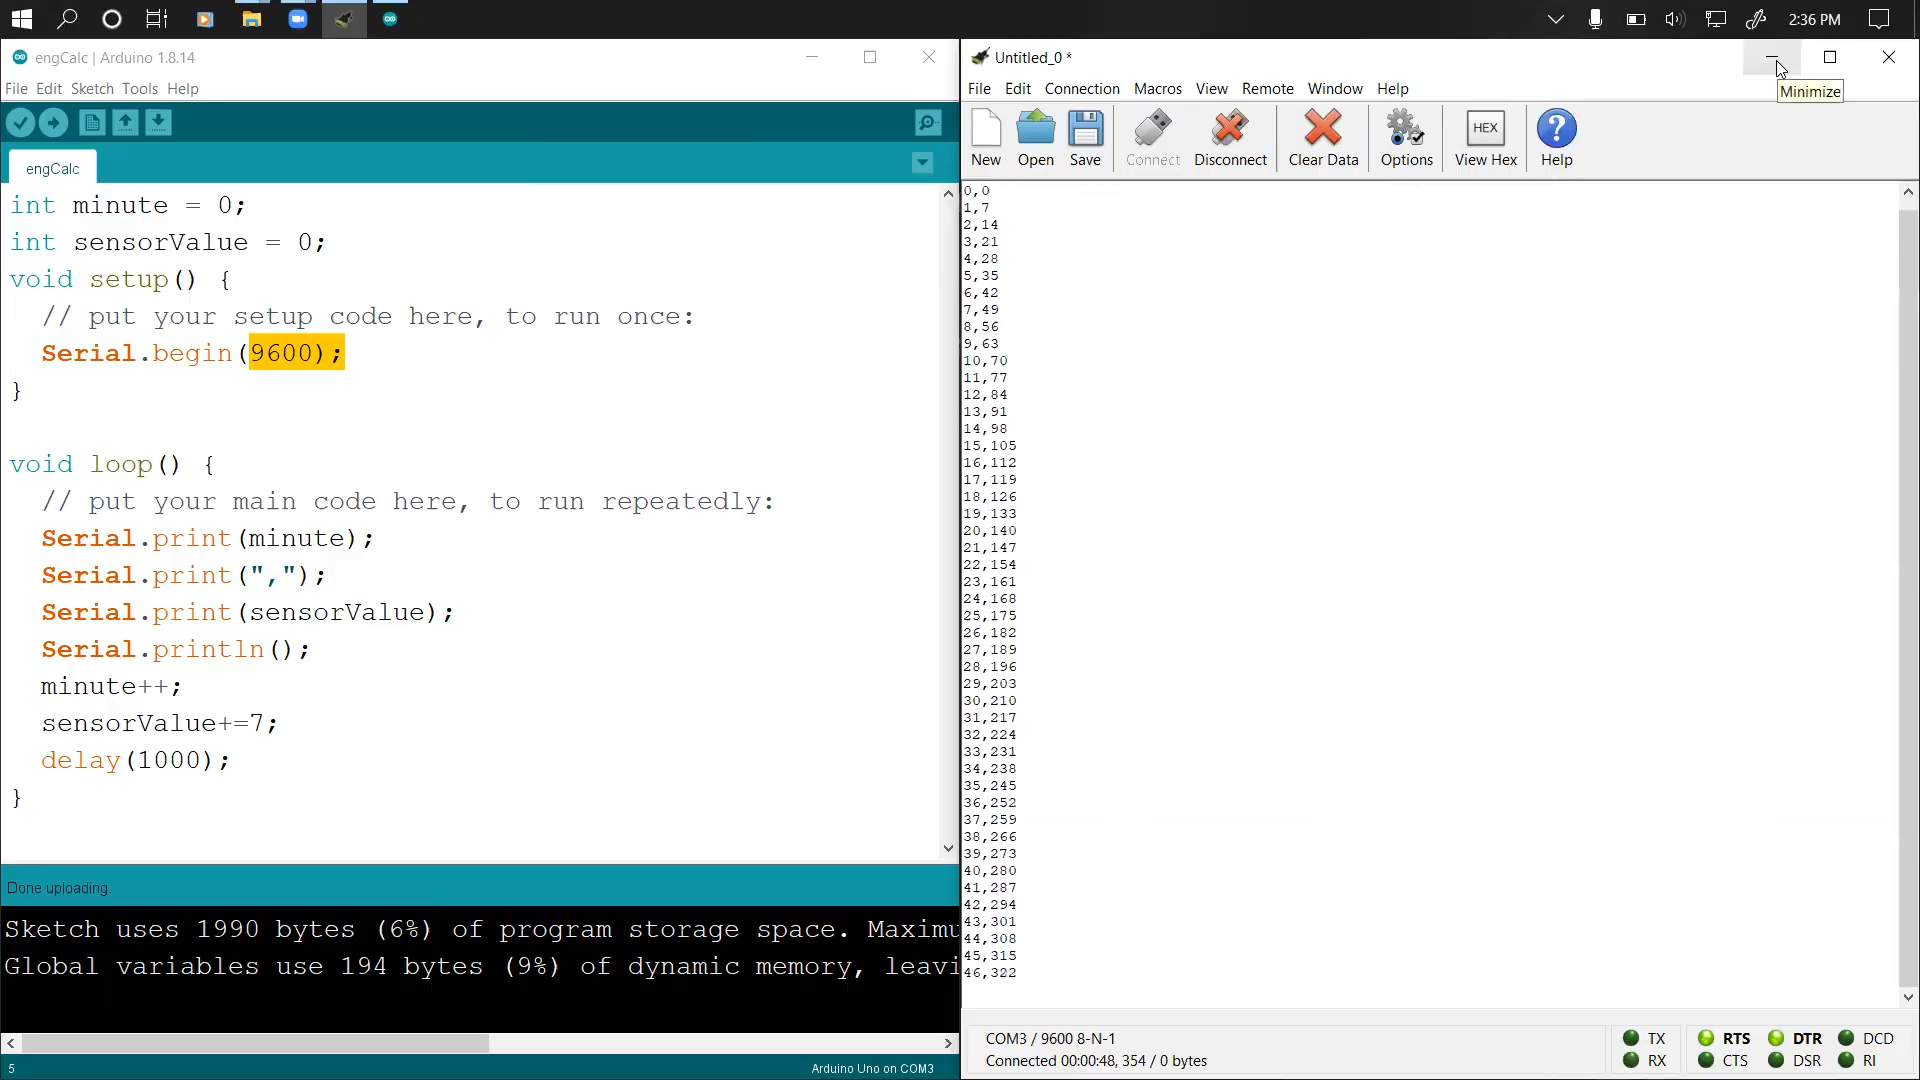 2:36 PM
engCalc | Arduino 1.8.14
File Edit Sketch Tools Help
engCalc
int minute = 0;
int sensorValue = 0;
void setup() {
// put your setup code here, to run once:
Serial.begin(9600);
}
void loop() {
// put your main code here, to run repeatedly:
Serial.print(minute);
Serial.print(",");
Serial.print(sensorValue);
Serial.println();
minute++;
sensorValue+=7;
delay(1000);
}
Done uploading.
Sketch uses 1990 bytes (6%) of program storage space. Maximu
Global variables use 194 bytes (9%) of dynamic memory, leavi
5
Arduino Uno on COM3
Untitled_0 *
Minimize
File Edit Connection Macros View Remote Window Help
HEX
?
New Open Save Connect Disconnect Clear Data Options View Hex Help
0,0
1,7
2,14
3,21
4,28
5,35
6,42
7,49
8,56
9,63
10,70
11,77
12,84
13,91
14,98
15,105
16,112
17,119
18,126
19,133
20,140
21,147
22,154
23,161
24,168
25,175
26,182
27,189
28,196
29,203
30,210
31,217
32,224
33,231
34,238
35,245
36,252
37,259
38,266
39,273
40,280
41,287
42,294
43,301
44,308
45,315
46,322
COM3 / 9600 8-N-1
Connected 00:00:48, 354 / 0 bytes
TX RTS DTR DCD
RX CTS DSR RI